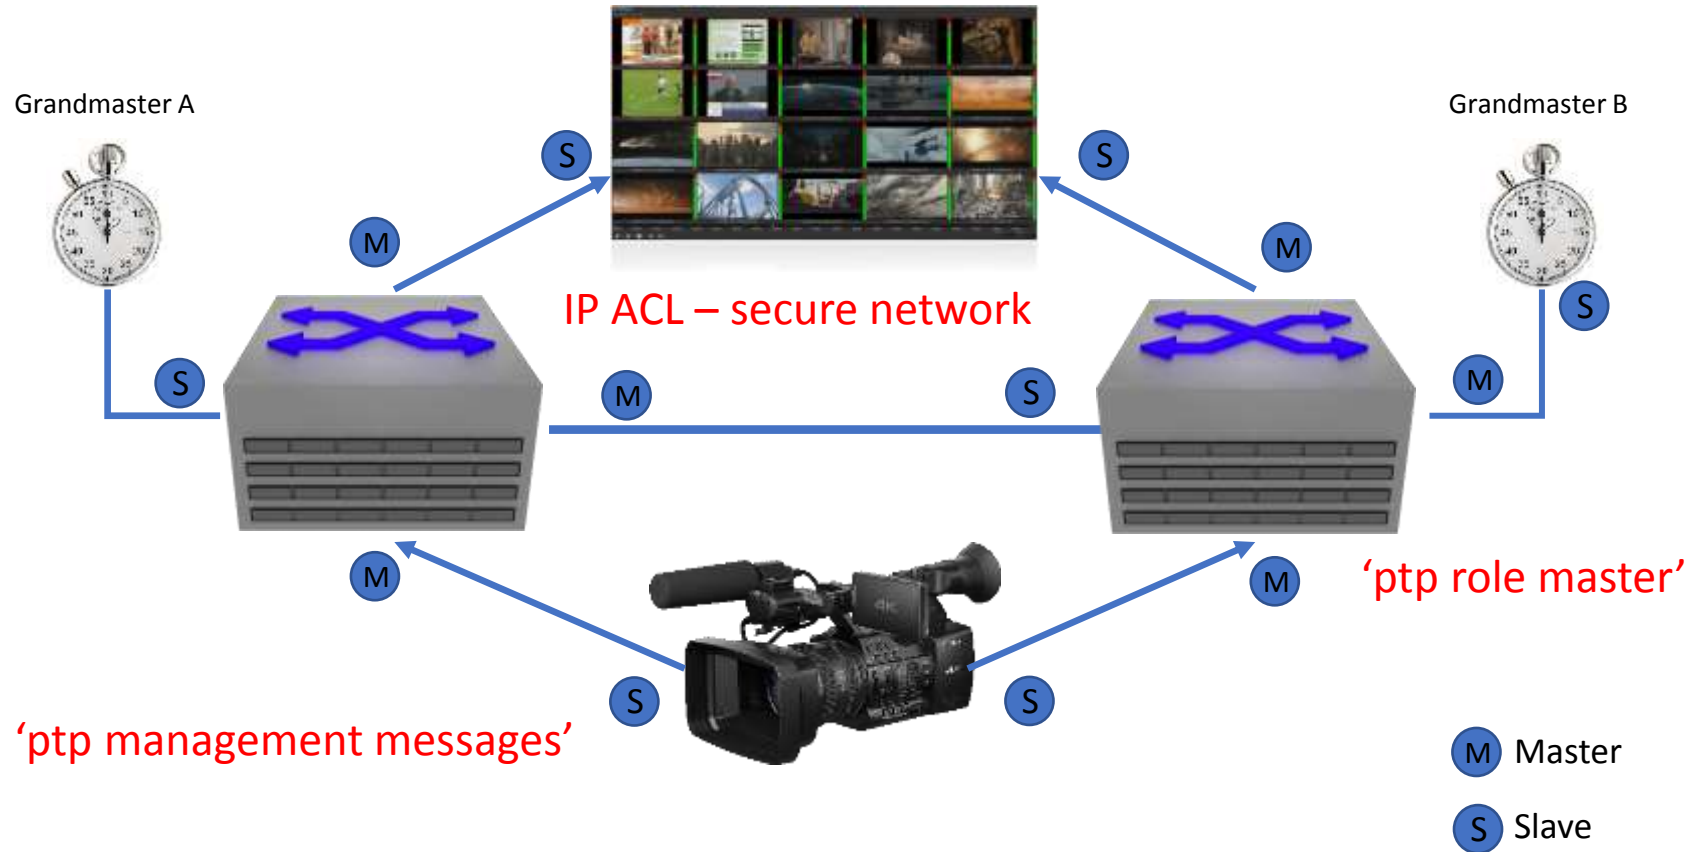 Grandmaster A
Grandmaster B
S
S
M
M
S
IP ACL – secure network
S
M
S
M
M
M
‘ptp role master’
S
S
‘ptp management messages’
M Master
S Slave